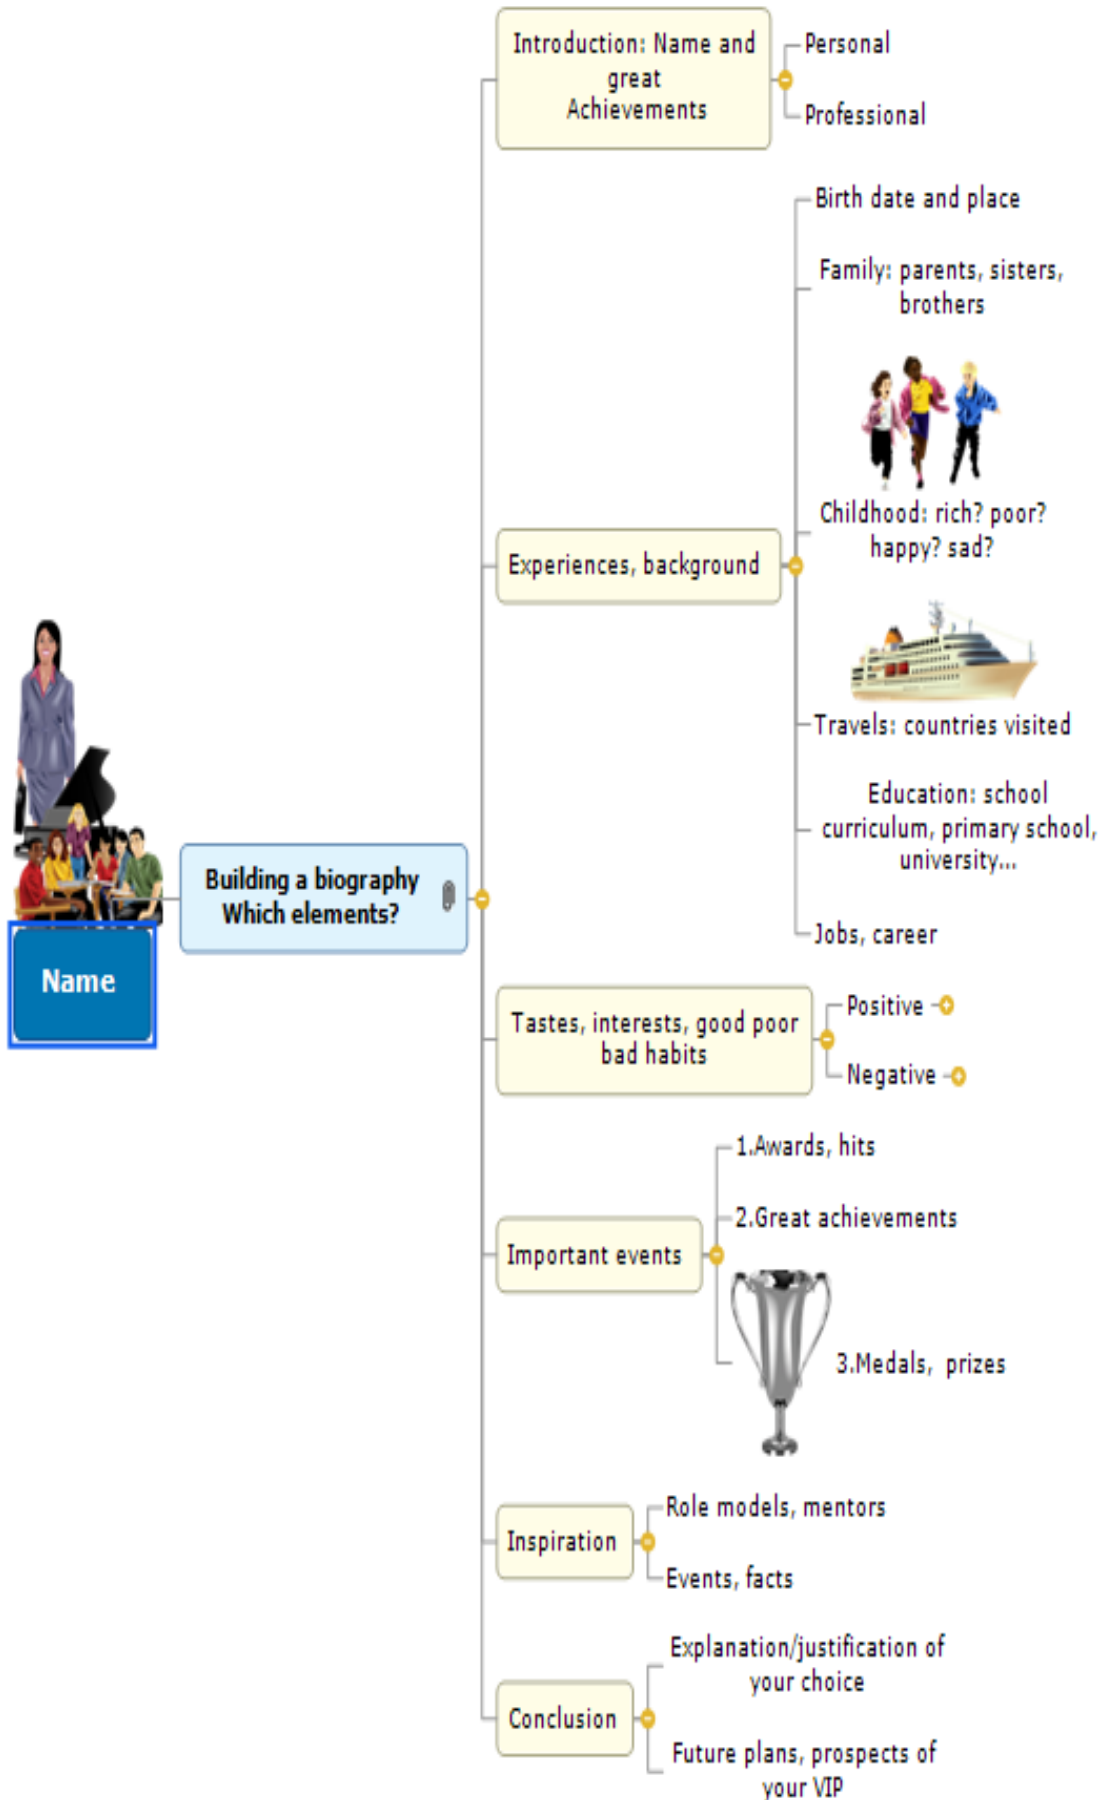 Introduction: Name and
great
Achievements
Personal
Professional
Birth date and place
Family: parents, sisters,
brothers
Childhood: rich? poor?
happy? sad?
Experiences, background
Travels: countries visited
Education: school
curriculum, primary school,
university...
Jobs, career
Building a biography
Which elements?
Name
Tastes, interests, good poor
bad habits
Positive
Negative
1.Awards, hits
2.Great achievements
Important events
3.Medals, prizes
Role models, mentors
Inspiration
Events, facts
Explanation/justification of
your choice
Conclusion
Future plans, prospects of
your VIP